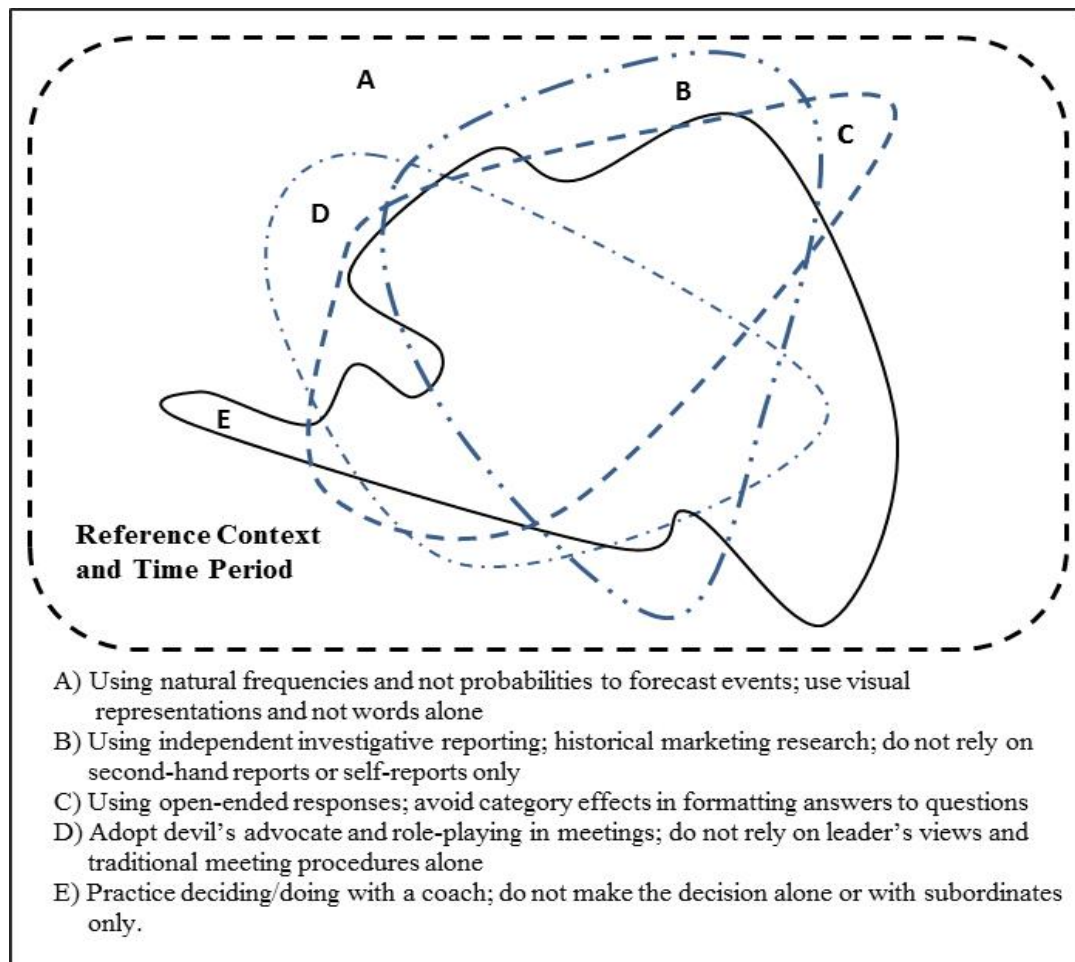 A
B
C
D
E
Reference Context
and Time Period
A) Using natural frequencies and not probabilities to forecast events; use visual
representations and not words alone
B) Using independent investigative reporting; historical marketing research; do not rely on
second-hand reports or self-reports only
C) Using open-ended responses; avoid category effects in formatting answers to questions
D) Adopt devil’s advocate and role-playing in meetings; do not rely on leader’s views and
traditional meeting procedures alone
E) Practice deciding/doing with a coach; do not make the decision alone or with subordinates
only.